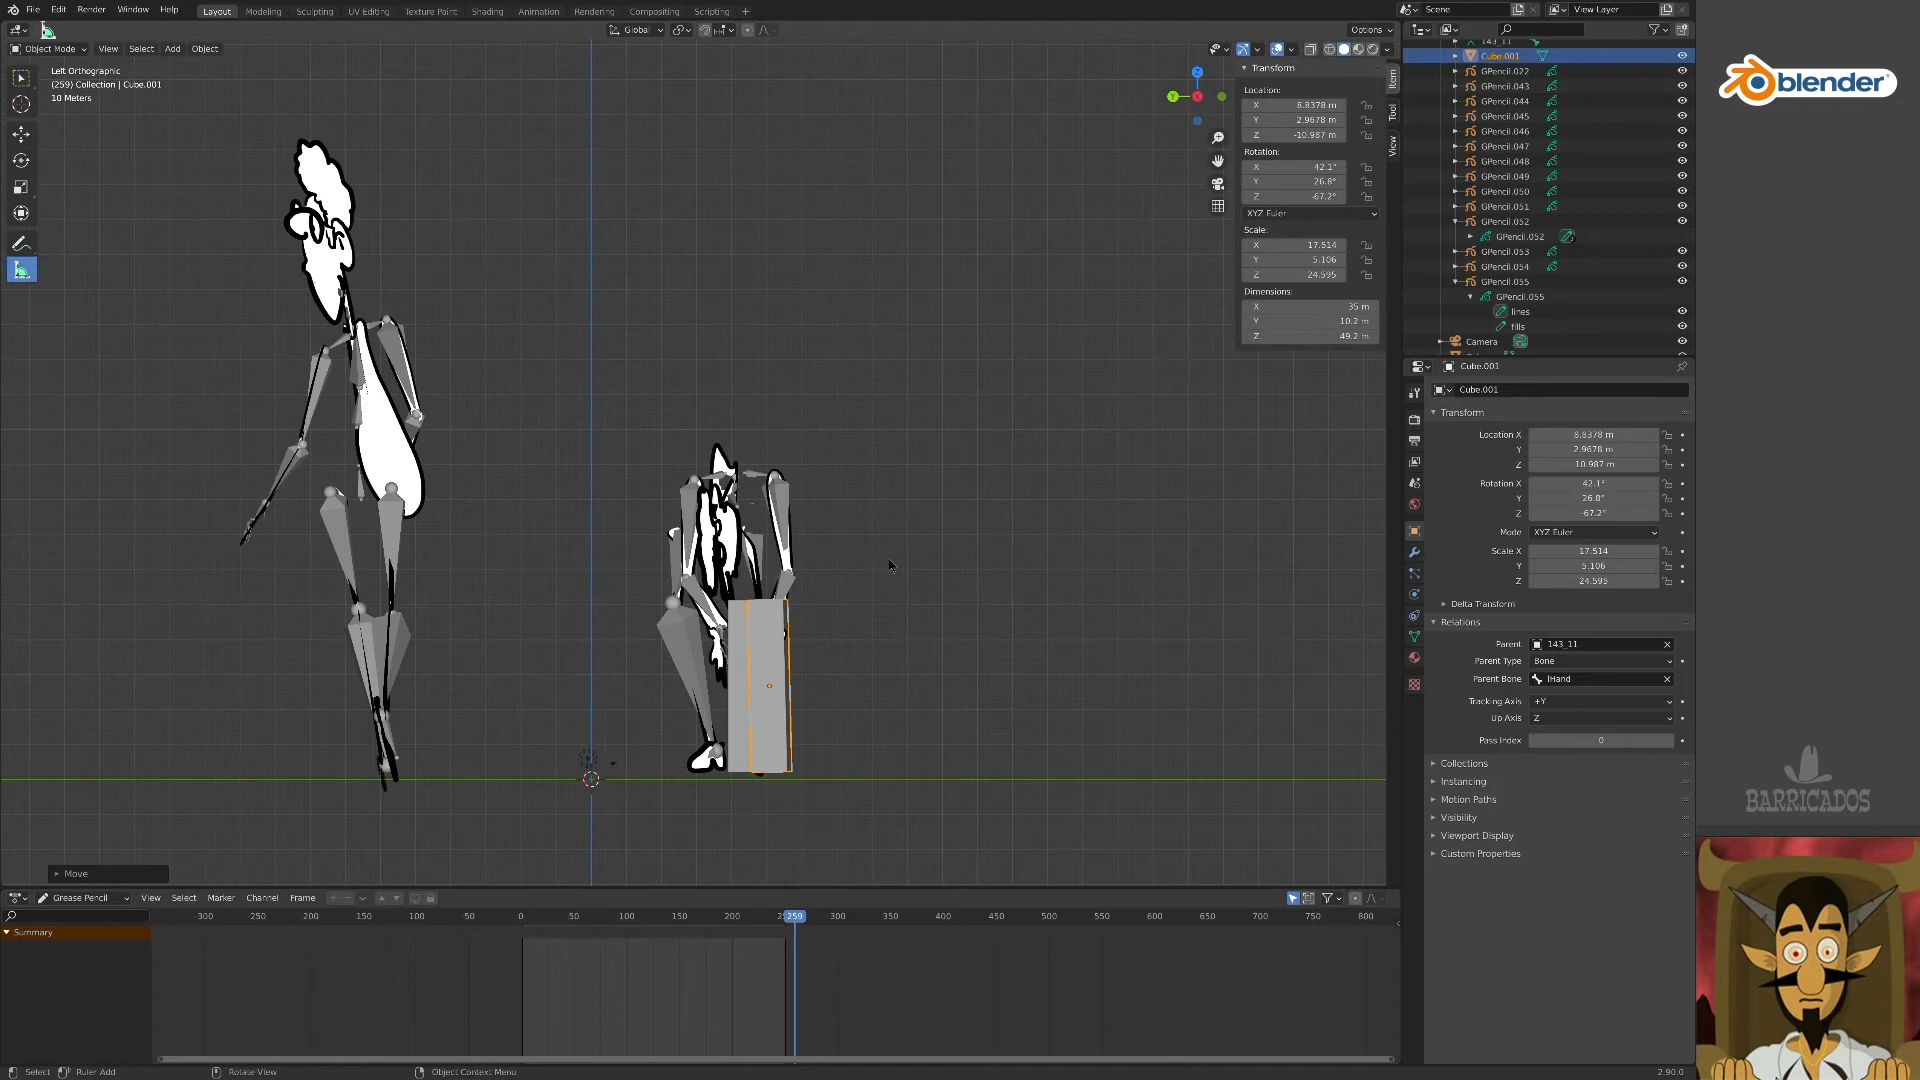 File Edit Render Window Help Layout Modeling Sculpting UV Editing Texture Paint Shading Animation Rendering Compositing Scripting + Scene View Layer
Global Options
Object Mode View Select Add Object
Left Orthographic
(259) Collection | Cube.001
10 Meters
Z
Y
X
Transform
Location:
X 8.8378 m
Y 2.9678 m
Z -10.987 m
Rotation:
X 42.1°
Y 26.8°
Z -67.2°
XYZ Euler
Scale:
X 17.514
Y 5.106
Z 24.595
Dimensions:
X 35 m
Y 10.2 m
Z 49.2 m
Item
Tool
View
143_11
Cube.001
GPencil.022
GPencil.043
GPencil.044
GPencil.045
GPencil.046
GPencil.047
GPencil.048
GPencil.049
GPencil.050
GPencil.051
GPencil.052
GPencil.052
GPencil.053
GPencil.054
GPencil.055
GPencil.055
lines
fills
Camera
Cube.001
Cube.001
Transform
Location X 8.8378 m
Y 2.9678 m
Z 10.987 m
Rotation X 42.1°
Y 26.8°
Z -67.2°
Mode XYZ Euler
Scale X 17.514
Y 5.106
Z 24.595
Delta Transform
Relations
Parent 143_11
Parent Type Bone
Parent Bone lHand
Tracking Axis +Y
Up Axis Z
Pass Index 0
Collections
Instancing
Motion Paths
Visibility
Viewport Display
Custom Properties
blender
BARRICADOS
Move
Grease Pencil View Select Marker Channel Frame
-300 -250 -200 -150 -100 -50 0 50 100 150 200 259 300 350 400 450 500 550 600 650 700 750 800
Summary
Select Ruler Add Rotate View Object Context Menu 2.90.0